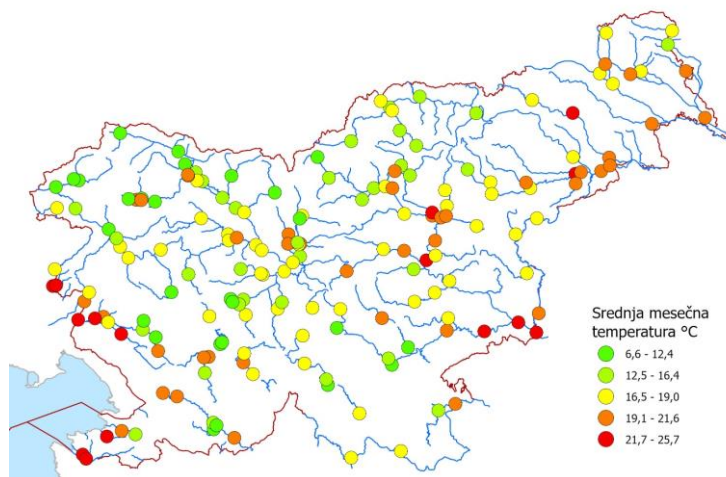 Srednja mesečna
temperatura °C
6,6 - 12,4
12,5 - 16,4
16,5 - 19,0
19,1 - 21,6
21,7 - 25,7